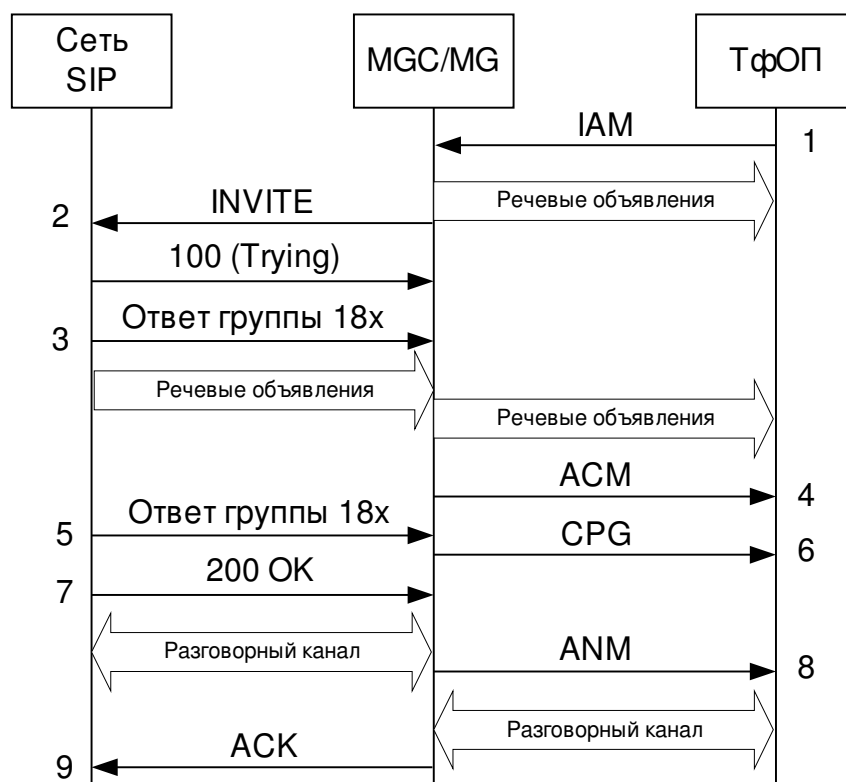 Сеть
SIP
MGC/MG
ТфОП
IAM
1
Речевые объявления
INVITE
2
100 (Trying)
Ответ группы 18x
3
Речевые объявления
Речевые объявления
ACM
4
Ответ группы 18x
5
CPG
6
200 OK
7
Разговорный канал
ANM
8
Разговорный канал
ACK
9